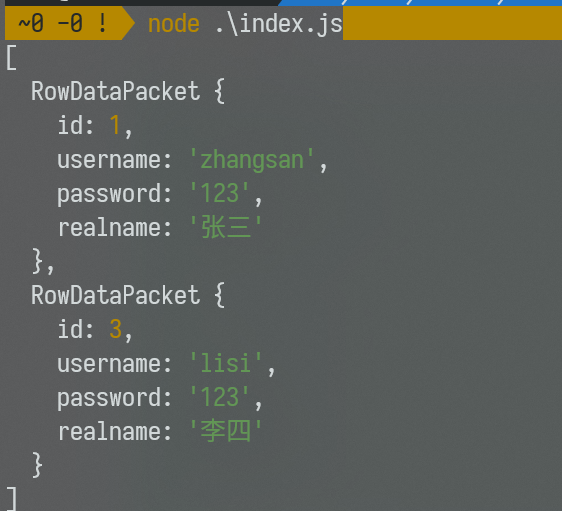 ~0 -0 ! node .\index.js
[
  RowDataPacket {
    id: 1,
    username: 'zhangsan',
    password: '123',
    realname: '张三'
  },
  RowDataPacket {
    id: 3,
    username: 'lisi',
    password: '123',
    realname: '李四'
  }
]